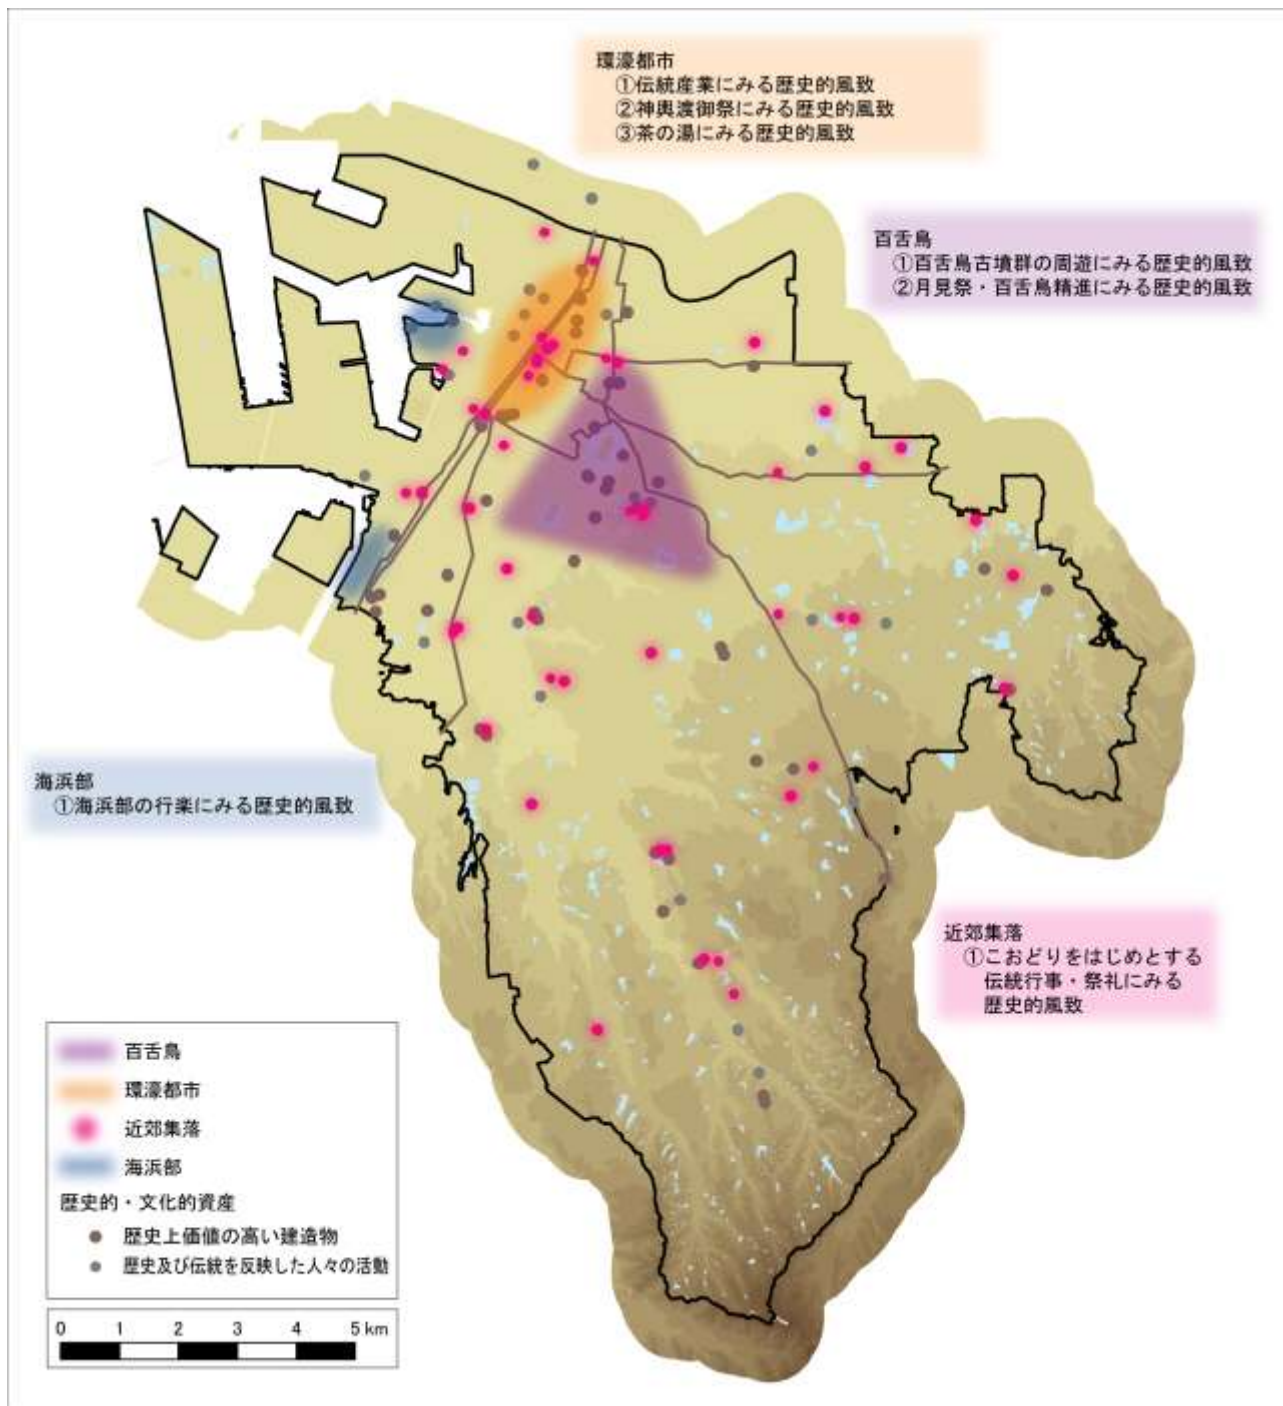 環濠都市
①伝統産業にみる歴史的風致
②神輿渡御祭にみる歴史的風致
③茶の湯にみる歴史的風致
百舌鳥
①百舌鳥古墳群の周遊にみる歴史的風致
②月見祭・百舌鳥精進にみる歴史的風致
海浜部
①海浜部の行楽にみる歴史的風致
近郊集落
①こおどりをはじめとする
伝統行事・祭礼にみる
歴史的風致
百舌鳥
環濠都市
近郊集落
海浜部
歴史的・文化的資産
歴史上価値の高い建造物
歴史及び伝統を反映した人々の活動
0 1 2 3 4 5 km